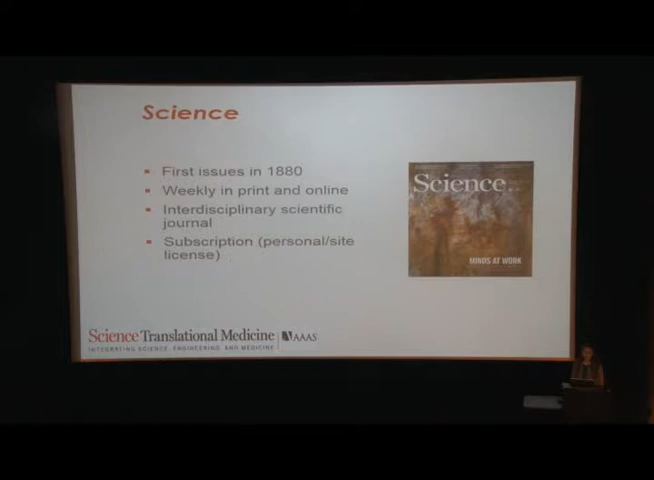 Science
First issues in 1880
Weekly in print and online
Interdisciplinary scientific
journal
Subscription (personal/site
license)
Science
MINDS AT WORK
Science Translational Medicine
AAAS
INTEGRATING SCIENCE, ENGINEERING, AND MEDICINE